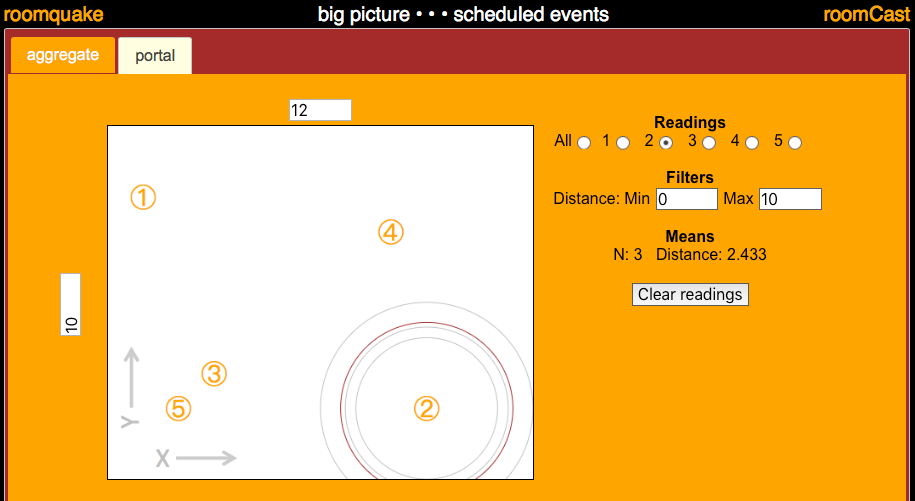 roomquake big picture • • • scheduled events roomCast
aggregate portal
12
Readings
All 1 2 3 4 5
Filters
Distance: Min 0 Max 10
Means
N: 3 Distance: 2.433
Clear readings
10
①
④
③
⑤
②
Y
X